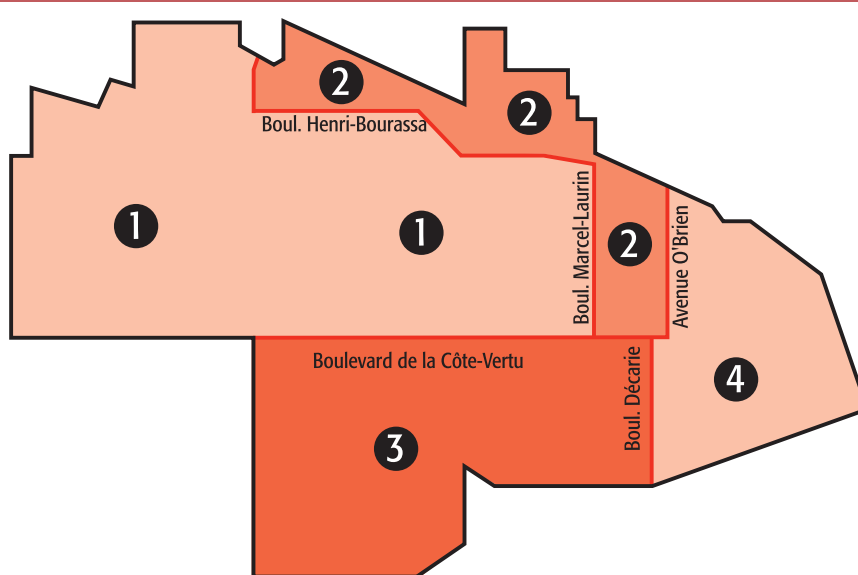 2
2
Boul. Henri-Bourassa
1
1
Boul. Marcel-Laurin
2
Avenue O'Brien
Boulevard de la Côte-Vertu
Boul. Décarie
4
3